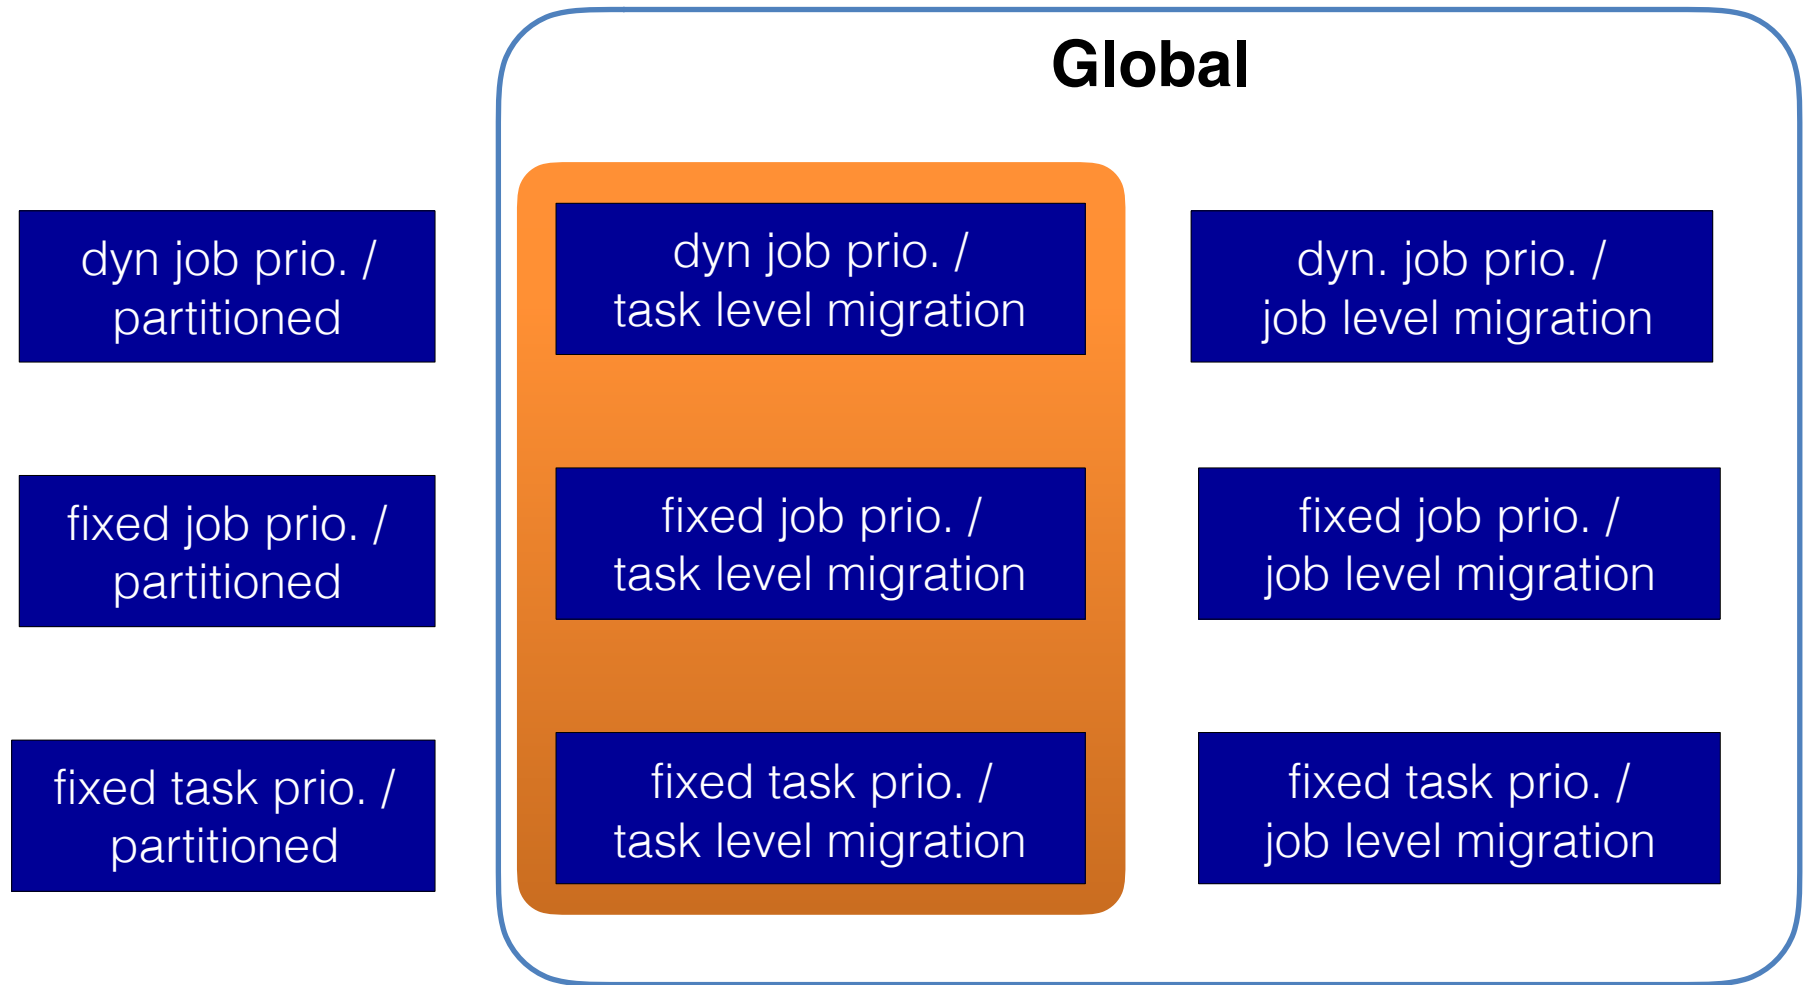 Global
dyn job prio. /
partitioned
dyn job prio. /
task level migration
dyn. job prio. /
job level migration
fixed job prio. /
partitioned
fixed job prio. /
task level migration
fixed job prio. /
job level migration
fixed task prio. /
partitioned
fixed task prio. /
task level migration
fixed task prio. /
job level migration